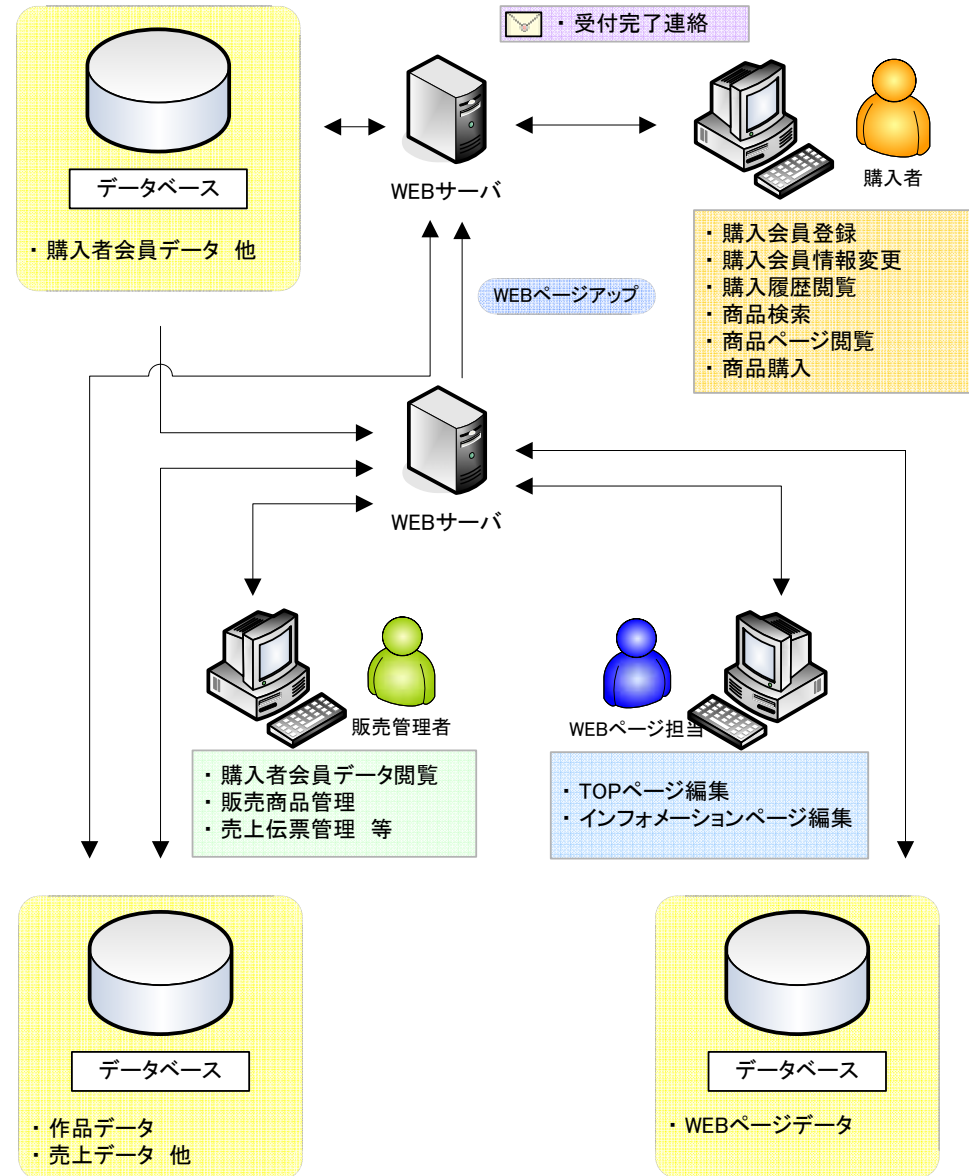 ・ 受付完了連絡
データベース
・ 購入者会員データ 他
WEBサーバ
購入者
・ 購入会員登録
・ 購入会員情報変更
・ 購入履歴閲覧
・ 商品検索
・ 商品ページ閲覧
・ 商品購入
WEBページアップ
WEBサーバ
販売管理者
・ 購入者会員データ閲覧
・ 販売商品管理
・ 売上伝票管理 等
WEBページ担当
・ TOPページ編集
・ インフォメーションページ編集
データベース
・ 作品データ
・ 売上データ 他
データベース
・ WEBページデータ